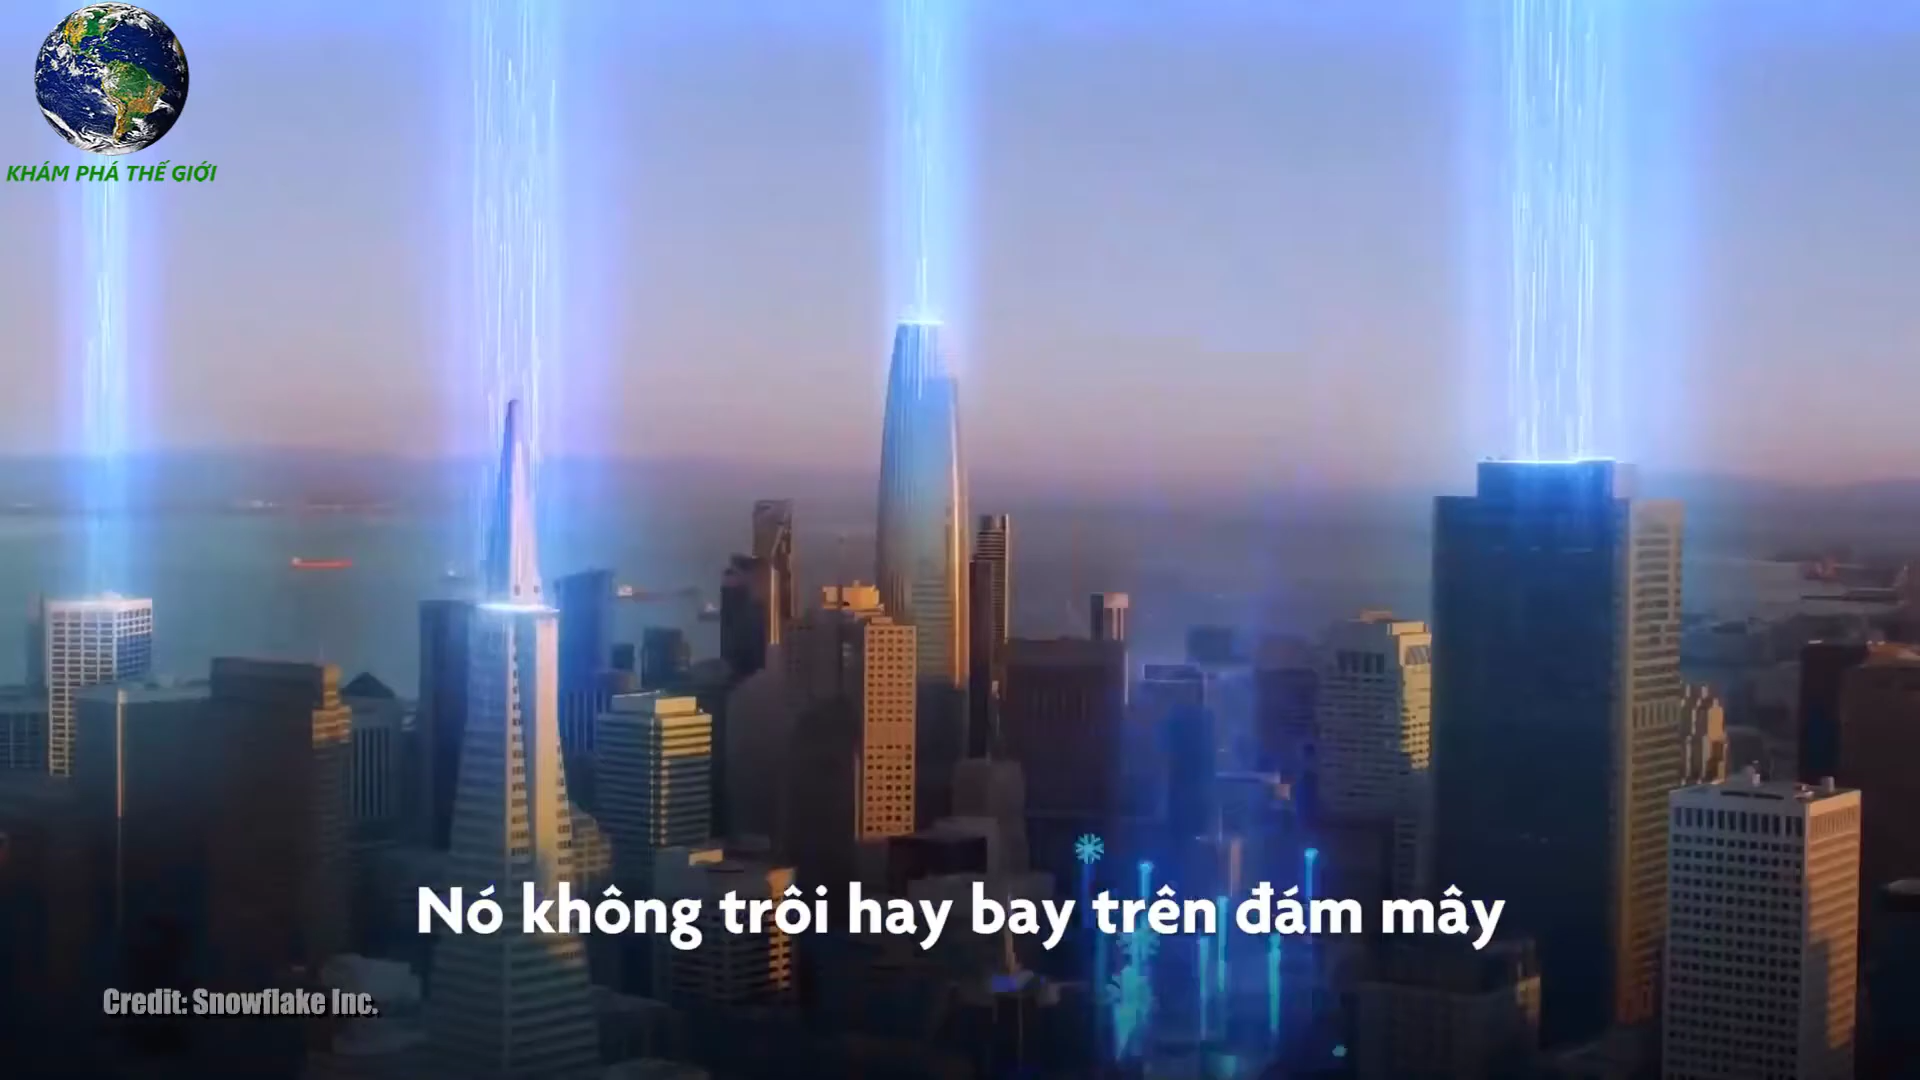 KHÁM PHÁ THẾ GIỚI
Nó không trôi hay bay trên đám mây
Credit: Snowflake Inc.